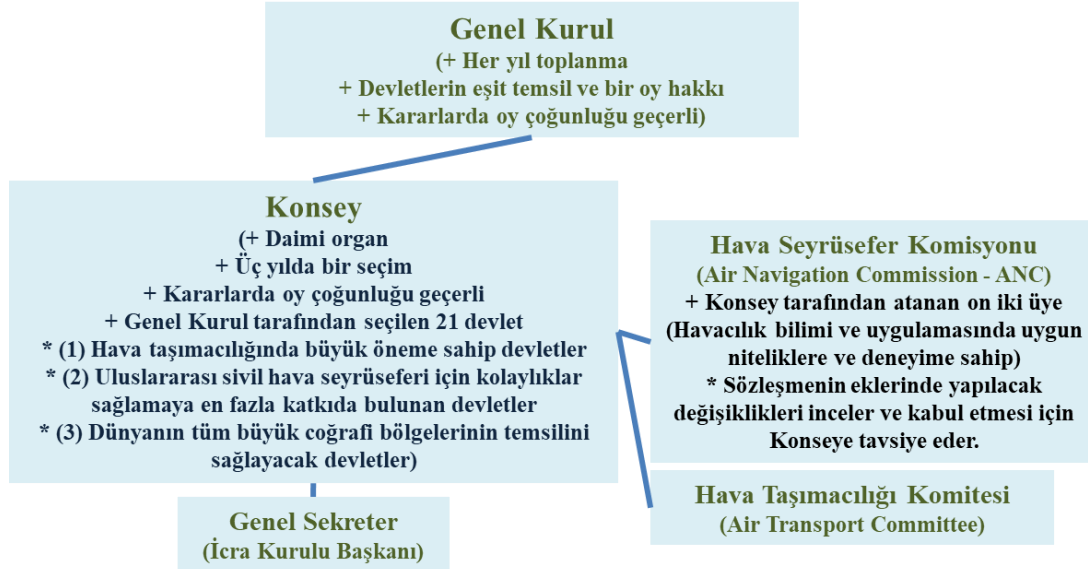 Genel Kurul
(+ Her yıl toplanma
+ Devletlerin eşit temsil ve bir oy hakkı
+ Kararlarda oy çoğunluğu geçerli)
Konsey
(+ Daimi organ
+ Üç yılda bir seçim
+ Kararlarda oy çoğunluğu geçerli
+ Genel Kurul tarafından seçilen 21 devlet
* (1) Hava taşımacılığında büyük öneme sahip devletler
* (2) Uluslararası sivil hava seyrüseferi için kolaylıklar
sağlamaya en fazla katkıda bulunan devletler
* (3) Dünyanın tüm büyük coğrafi bölgelerinin temsilini
sağlayacak devletler)
Hava Seyrüsefer Komisyonu
(Air Navigation Commission - ANC)
+ Konsey tarafından atanan on iki üye
(Havacılık bilimi ve uygulamasında uygun
niteliklere ve deneyime sahip)
* Sözleşmenin eklerinde yapılacak
değişiklikleri inceler ve kabul etmesi için
Konseye tavsiye eder.
Hava Taşımacılığı Komitesi
(Air Transport Committee)
Genel Sekreter
(İcra Kurulu Başkanı)